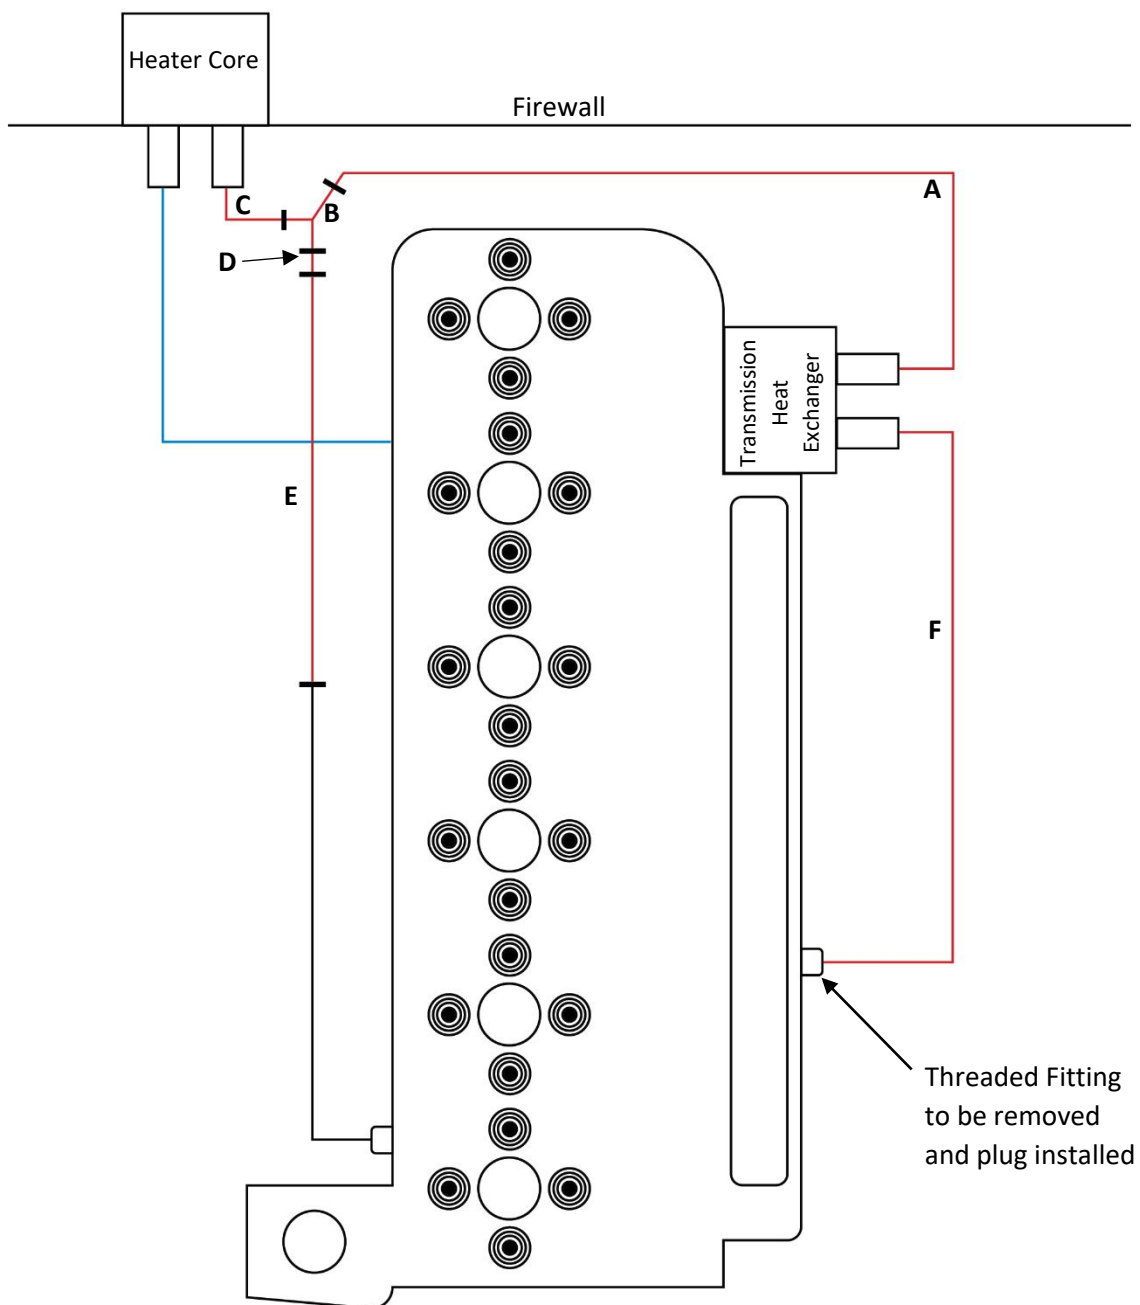 Heater Core
Firewall
A
B
C
D
Transmission
Heat
Exchanger
E
F
Threaded Fitting
to be removed
and plug installed